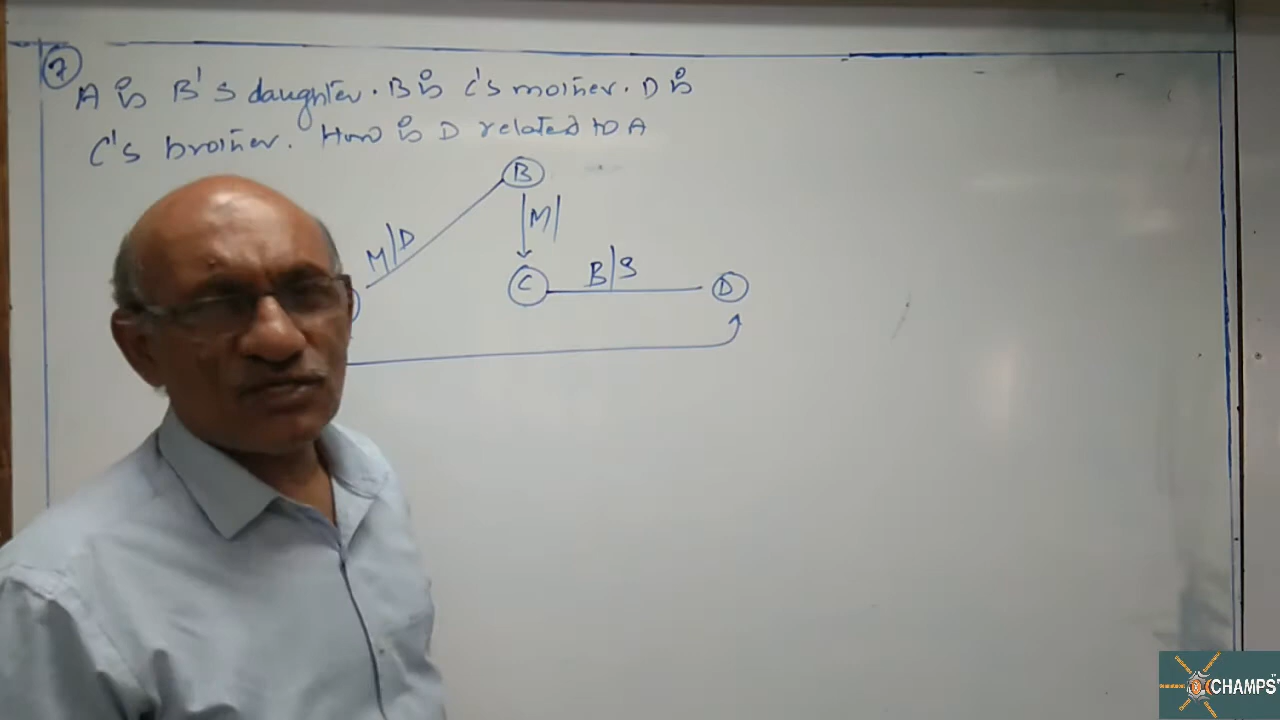 7
A is B's daughter. B is C's mother. D is
C's brother. How is D related to A
B
M/D
M
C
B/S
D
CHAMPS